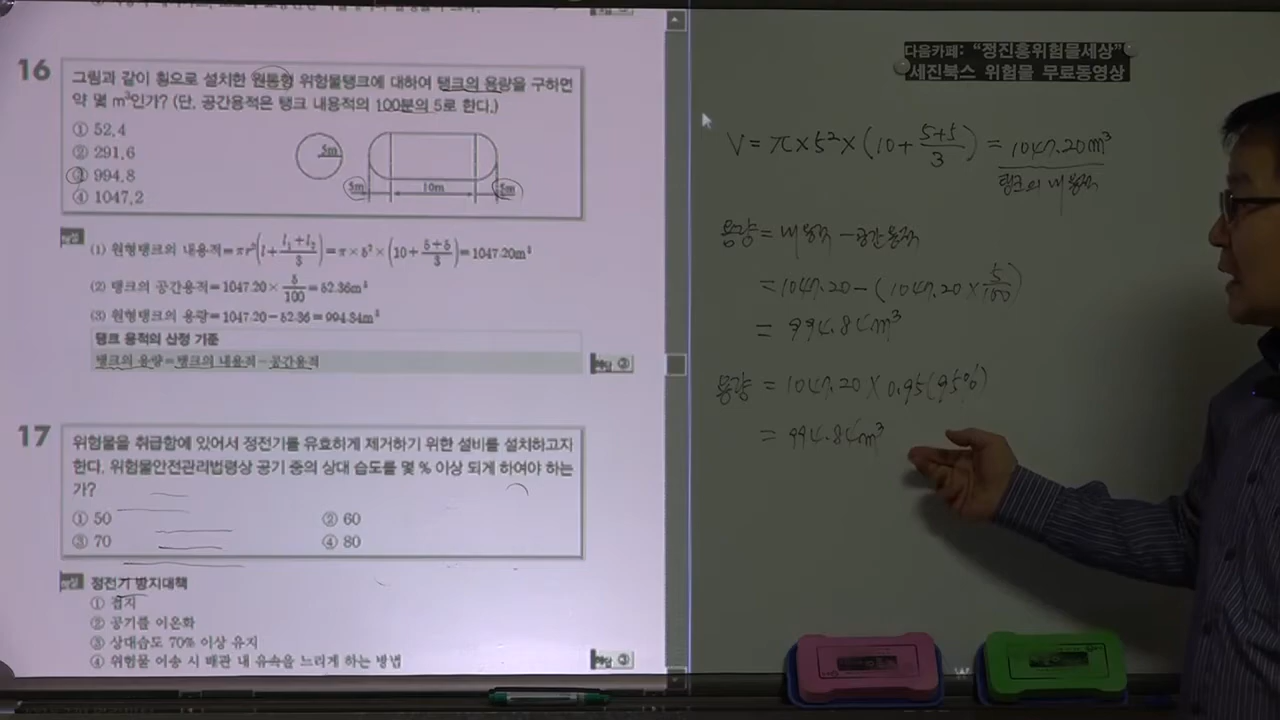 16
그림과 같이 횡으로 설치한 원통형 위험물탱크에 대하여 탱크의 용량을 구하면
약 몇 m³인가? (단, 공간용적은 탱크 내용적의 100분의 5로 한다.)
① 52.4
② 291.6
③ 994.8
④ 1047.2
5m
5m 10m 5m
해설
(1) 원형탱크의 내용적=πr²(l+(l₁+l₂)/3)=π×5²×(10+(5+5)/3)=1047.20m³
(2) 탱크의 공간용적=1047.20×5/100=52.36m³
(3) 원형탱크의 용량=1047.20-52.36=994.84m³
탱크 용적의 산정 기준
탱크의 용량=탱크의 내용적-공간용적
해답 ③
17
위험물을 취급함에 있어서 정전기를 유효하게 제거하기 위한 설비를 설치하고자
한다. 위험물안전관리법령상 공기 중의 상대 습도를 몇 % 이상 되게 하여야 하는
가?
① 50 ② 60
③ 70 ④ 80
해설 정전기 방지대책
① 접지
② 공기를 이온화
③ 상대습도 70% 이상 유지
④ 위험물 이송 시 배관 내 유속을 느리게 하는 방법
해답 ③
다음카페: "정진홍위험물세상"
세진북스 위험물 무료동영상
V = π×5²×(10+(5+5)/3) = 1047.20m³
탱크의 내용적
용량 = 내용적 - 공간용적
= 1047.20 - (1047.20 × 5/100)
= 994.84m³
용량 = 1047.20 × 0.95(95%)
= 994.84m³